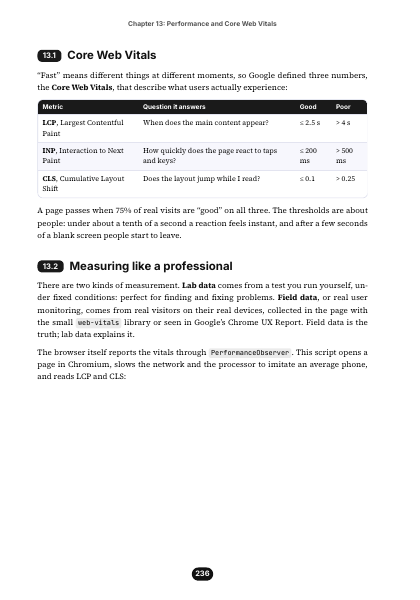 Chapter 13: Performance and Core Web Vitals
13.1 Core Web Vitals
“Fast” means different things at different moments, so Google defined three numbers,
the Core Web Vitals, that describe what users actually experience:
Metric Question it answers Good Poor
LCP, Largest Contentful When does the main content appear? ≤ 2.5 s > 4 s
Paint
INP, Interaction to Next How quickly does the page react to taps ≤ 200 > 500
Paint and keys? ms ms
CLS, Cumulative Layout Does the layout jump while I read? ≤ 0.1 > 0.25
Shift
A page passes when 75% of real visits are “good” on all three. The thresholds are about
people: under about a tenth of a second a reaction feels instant, and after a few seconds
of a blank screen people start to leave.
13.2 Measuring like a professional
There are two kinds of measurement. Lab data comes from a test you run yourself, un-
der fixed conditions: perfect for finding and fixing problems. Field data, or real user
monitoring, comes from real visitors on their real devices, collected in the page with
the small web-vitals library or seen in Google’s Chrome UX Report. Field data is the
truth; lab data explains it.
The browser itself reports the vitals through PerformanceObserver. This script opens a
page in Chromium, slows the network and the processor to imitate an average phone,
and reads LCP and CLS:
236